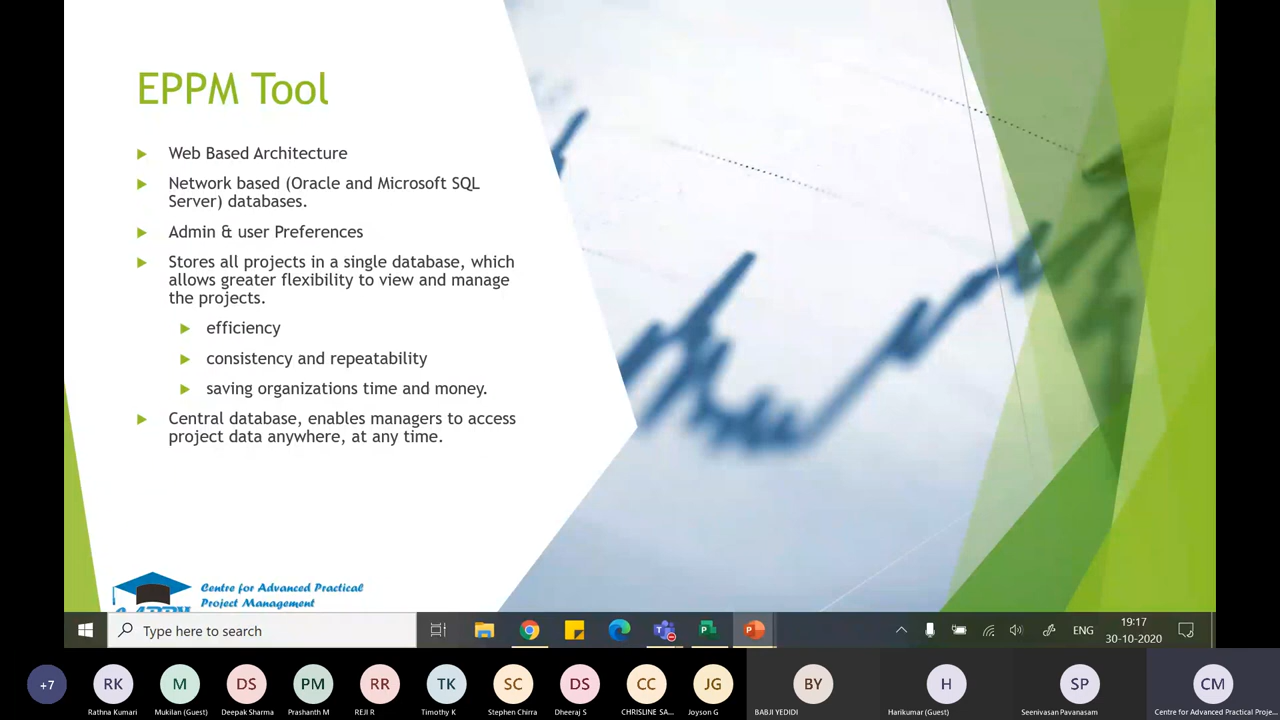 EPPM Tool
Web Based Architecture
Network based (Oracle and Microsoft SQL
Server) databases.
Admin & user Preferences
Stores all projects in a single database, which
allows greater flexibility to view and manage
the projects.
efficiency
consistency and repeatability
saving organizations time and money.
Central database, enables managers to access
project data anywhere, at any time.
Centre for Advanced Practical
Project Management
Type here to search
ENG
19:17
30-10-2020
+7
RK
M
DS
PM
RR
TK
SC
DS
CC
JG
BY
H
SP
CM
Rathna Kumari
Mukilan (Guest)
Deepak Sharma
Prashanth M
REJI R
Timothy K
Stephen Chirra
Dheeraj S
CHRISLINE SA...
Joyson G
BABJI YEDIDI
Harikumar (Guest)
Seenivasan Pavanasam
Centre for Advanced Practical Proje...